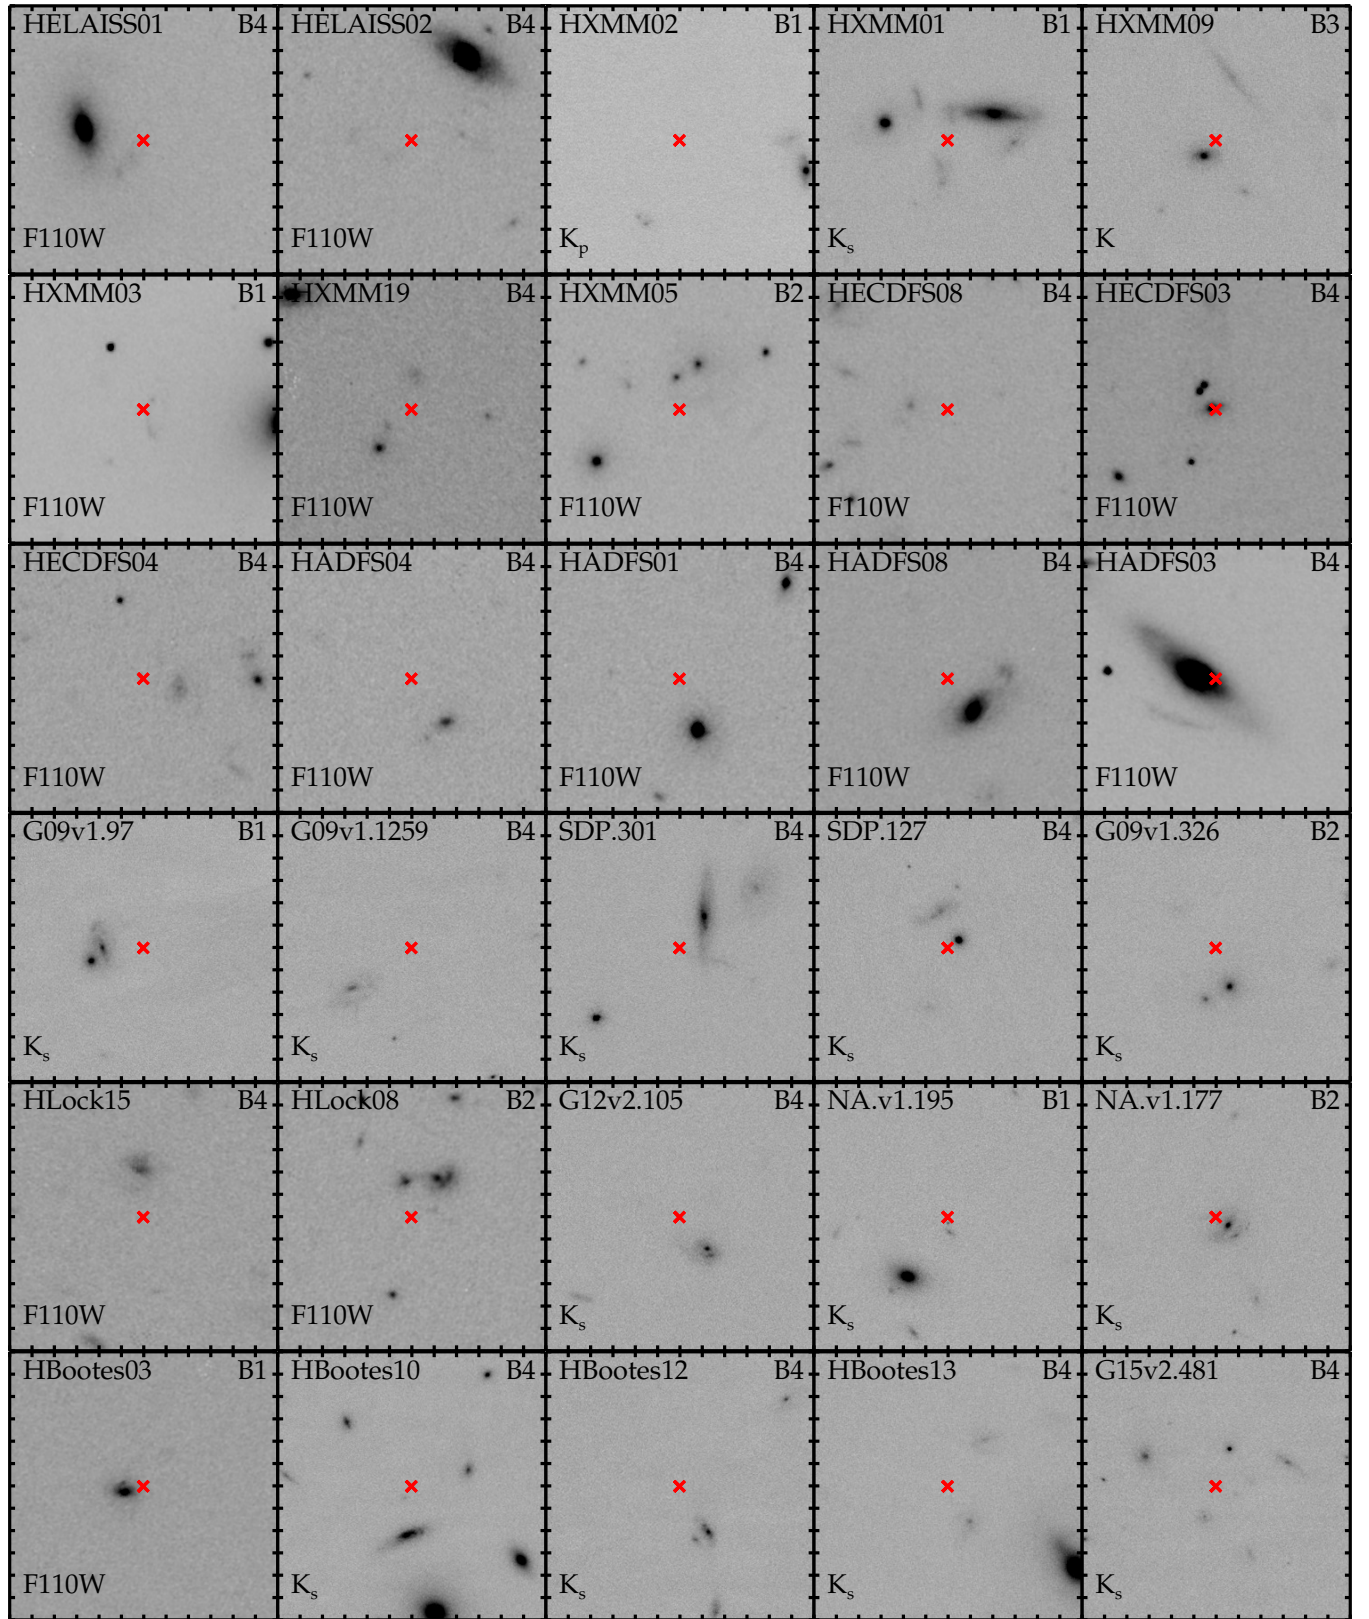 HELAISS01 B4
F110W
HELAISS02 B4
F110W
HXMM02 B1
Kp
HXMM01 B1
Ks
HXMM09 B3
K
HXMM03 B1
F110W
HXMM19 B4
F110W
HXMM05 B2
F110W
HECDFS08 B4
F110W
HECDFS03 B4
F110W
HECDFS04 B4
F110W
HADFS04 B4
F110W
HADFS01 B4
F110W
HADFS08 B4
F110W
HADFS03 B4
F110W
G09v1.97 B1
Ks
G09v1.1259 B4
Ks
SDP.301 B4
Ks
SDP.127 B4
Ks
G09v1.326 B2
Ks
HLock15 B4
F110W
HLock08 B2
F110W
G12v2.105 B4
Ks
NA.v1.195 B1
Ks
NA.v1.177 B2
Ks
HBootes03 B1
F110W
HBootes10 B4
Ks
HBootes12 B4
Ks
HBootes13 B4
Ks
G15v2.481 B4
Ks